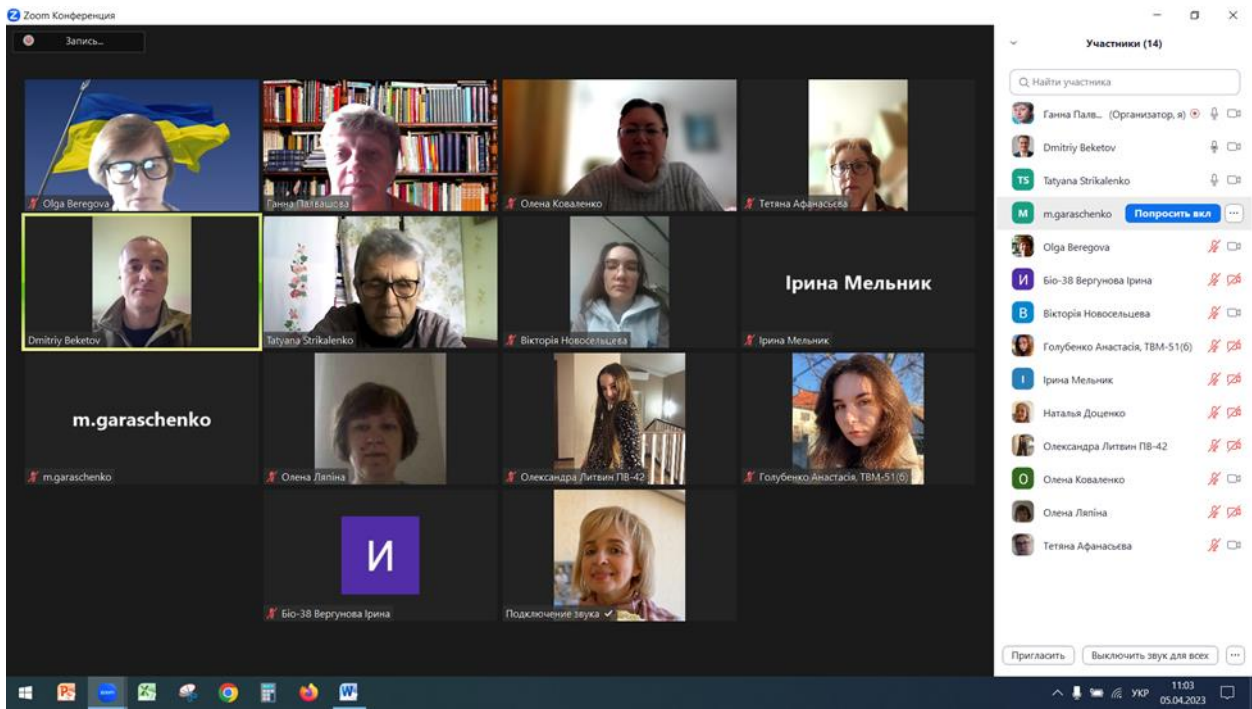 Zoom Конференция
Запись...
Olga Beregova
Ганна Палвашова
Олена Коваленко
Тетяна Афанасьєва
Dmitriy Beketov
Tatyana Strikalenko
Вікторія Новосельцева
Ірина Мельник
Ірина Мельник
m.garaschenko
m.garaschenko
Олена Ляпіна
Олександра Литвин ПВ-42
Голубенко Анастасія, ТВМ-51(6)
И
Біо-38 Вергунова Ірина
Подключение звука
Участники (14)
Найти участника
Ганна Палв... (Организатор, я)
Dmitriy Beketov
TS Tatyana Strikalenko
M m.garaschenko Попросить вкл ...
Olga Beregova
И Біо-38 Вергунова Ірина
В Вікторія Новосельцева
Голубенко Анастасія, ТВМ-51(6)
І Ірина Мельник
Наталья Доценко
Олександра Литвин ПВ-42
О Олена Коваленко
Олена Ляпіна
Тетяна Афанасьєва
Пригласить Выключить звук для всех ...
УКР 11:03
05.04.2023